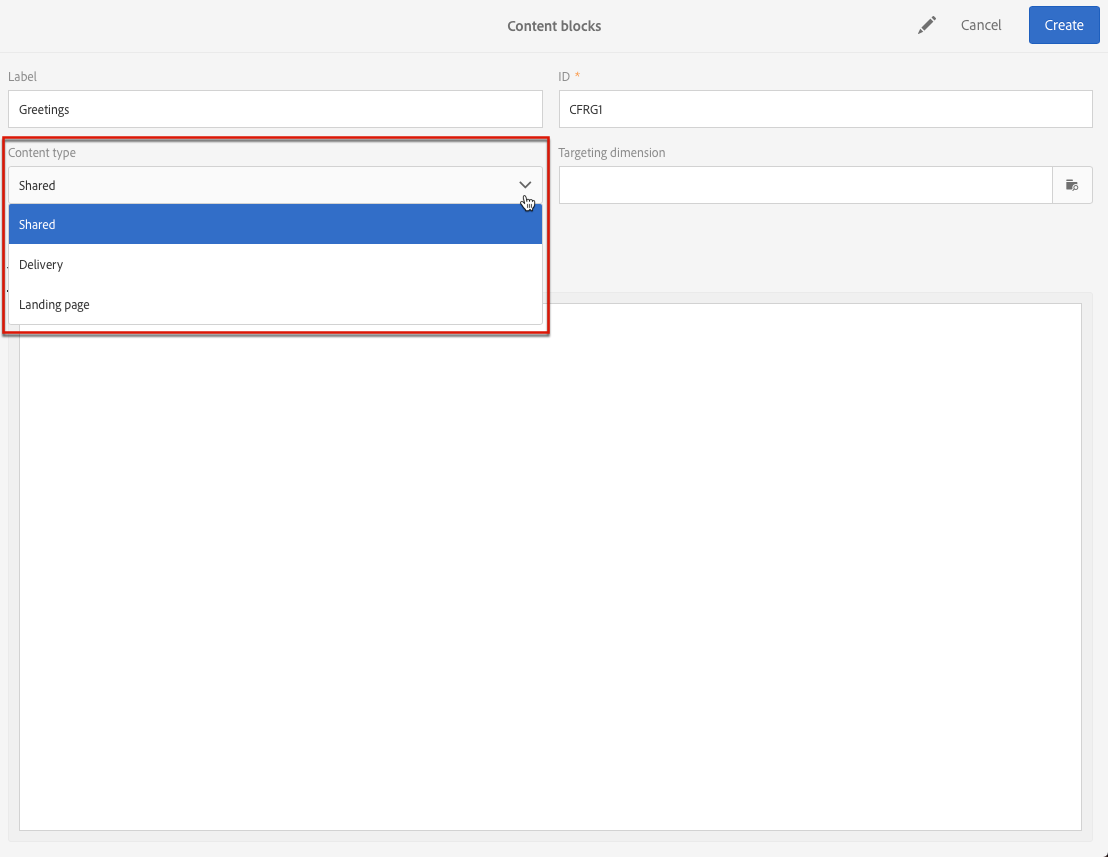 Content blocks
Cancel
Create
Label
ID *
Greetings
CFRG1
Content type
Targeting dimension
Shared
Shared
Delivery
Landing page